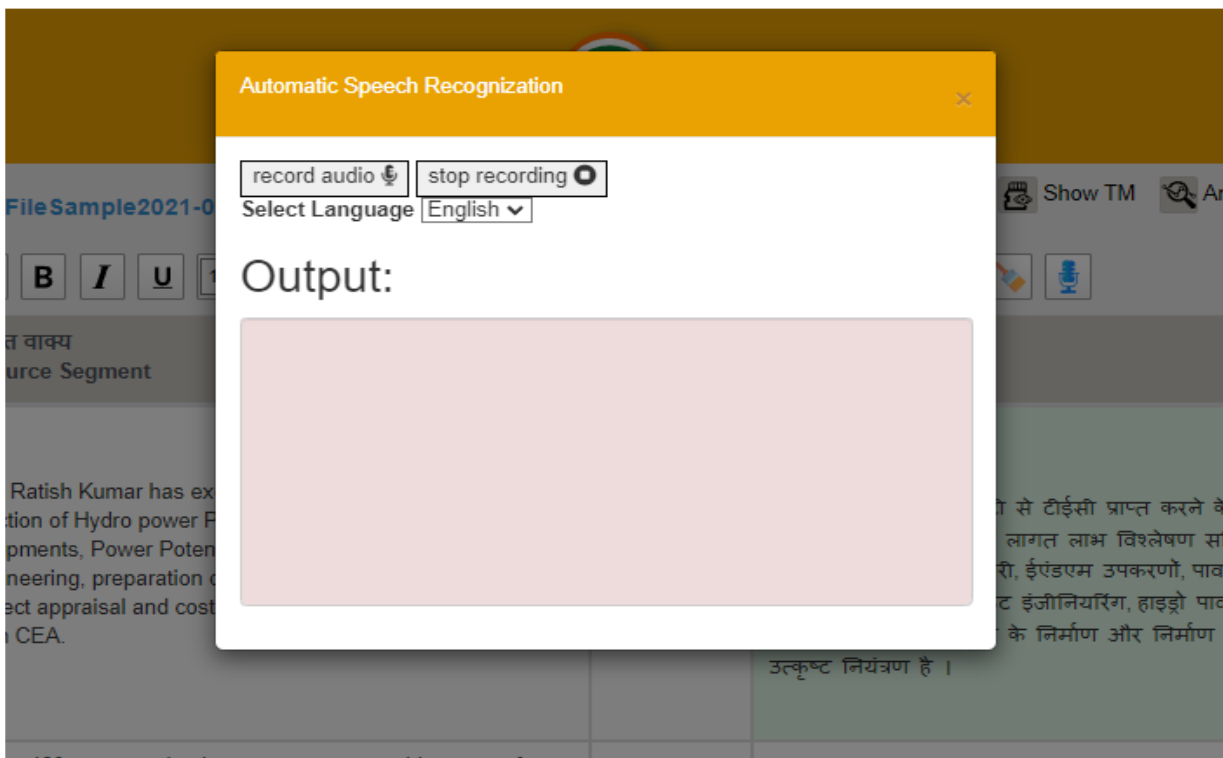 Automatic Speech Recognization
×
record audio stop recording
Select Language English
FileSample2021-0
Show TM
B I U
Output:
त वाक्य
urce Segment
Ratish Kumar has ex
tion of Hydro power P
pments, Power Poten
neering, preparation
ect appraisal and cost
CEA.
से टीईसी प्राप्त करने के
लागत लाभ विश्लेषण
री, ईएंडएम उपकरणों, पाव
ट इंजीनियरिंग, हाइड्रो पाव
के निर्माण और निर्माण
उत्कृष्ट नियंत्रण है ।